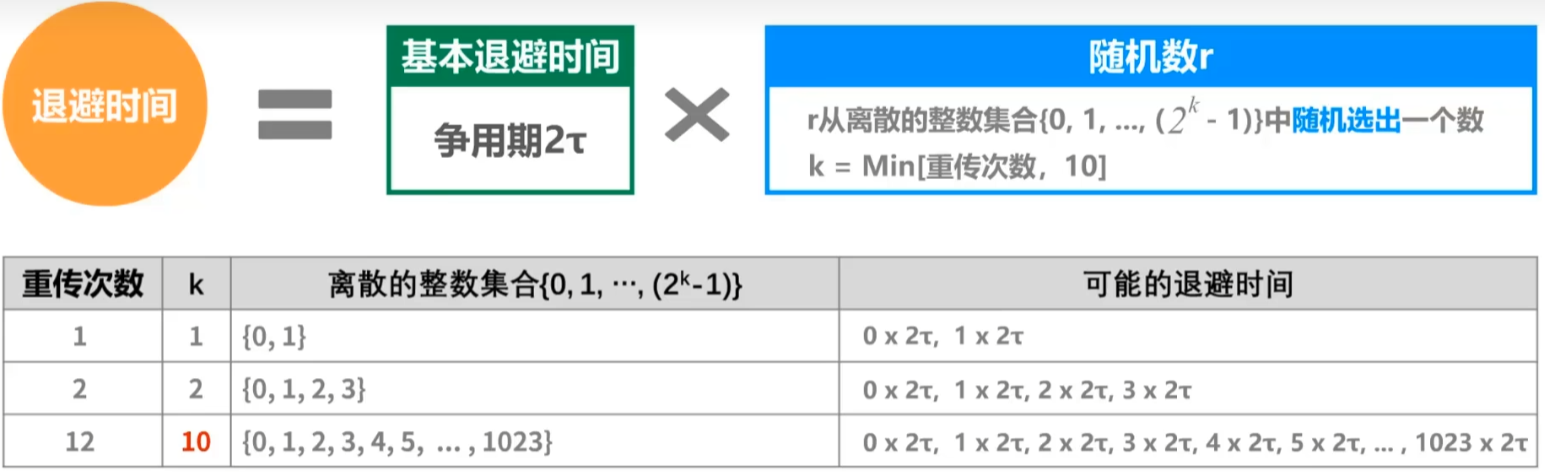 退避时间
=
基本退避时间
争用期2τ
×
随机数r
r从离散的整数集合{0, 1, ..., (2^k - 1)}中随机选出一个数
k = Min[重传次数，10]
重传次数 k 离散的整数集合{0, 1, ···, (2ᵏ-1)} 可能的退避时间
1 1 {0, 1} 0 x 2τ, 1 x 2τ
2 2 {0, 1, 2, 3} 0 x 2τ, 1 x 2τ, 2 x 2τ, 3 x 2τ
12 10 {0, 1, 2, 3, 4, 5, ... , 1023} 0 x 2τ, 1 x 2τ, 2 x 2τ, 3 x 2τ, 4 x 2τ, 5 x 2τ, ... , 1023 x 2τ